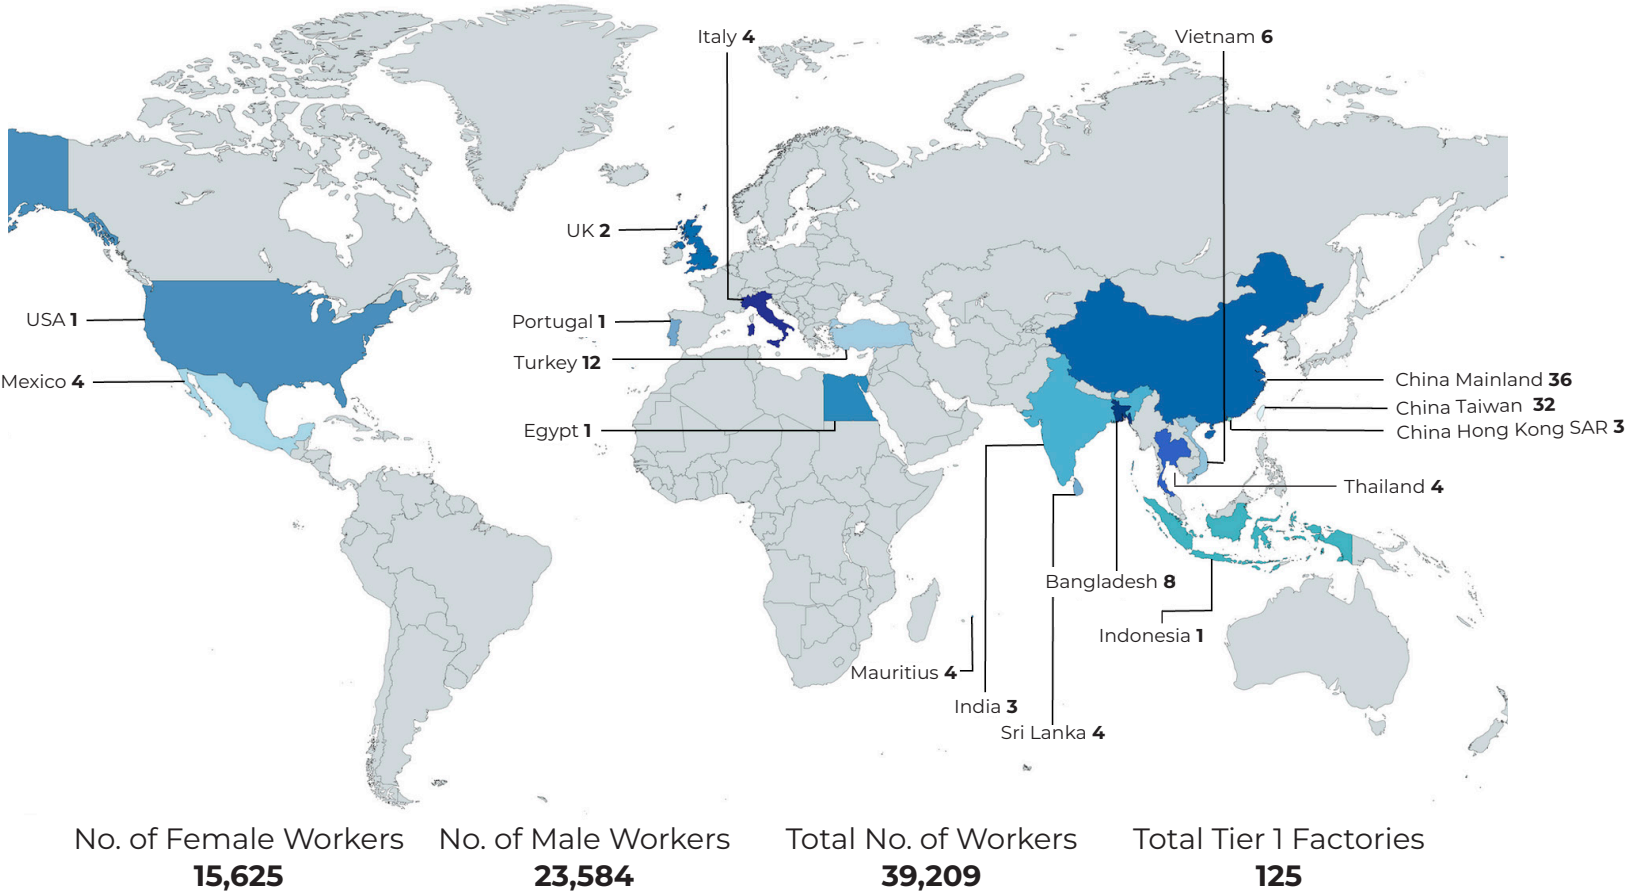 Italy 4
Vietnam 6
UK 2
USA 1
Portugal 1
Turkey 12
Mexico 4
China Mainland 36
China Taiwan 32
China Hong Kong SAR 3
Egypt 1
Thailand 4
Bangladesh 8
Indonesia 1
Mauritius 4
India 3
Sri Lanka 4
No. of Female Workers
15,625
No. of Male Workers
23,584
Total No. of Workers
39,209
Total Tier 1 Factories
125